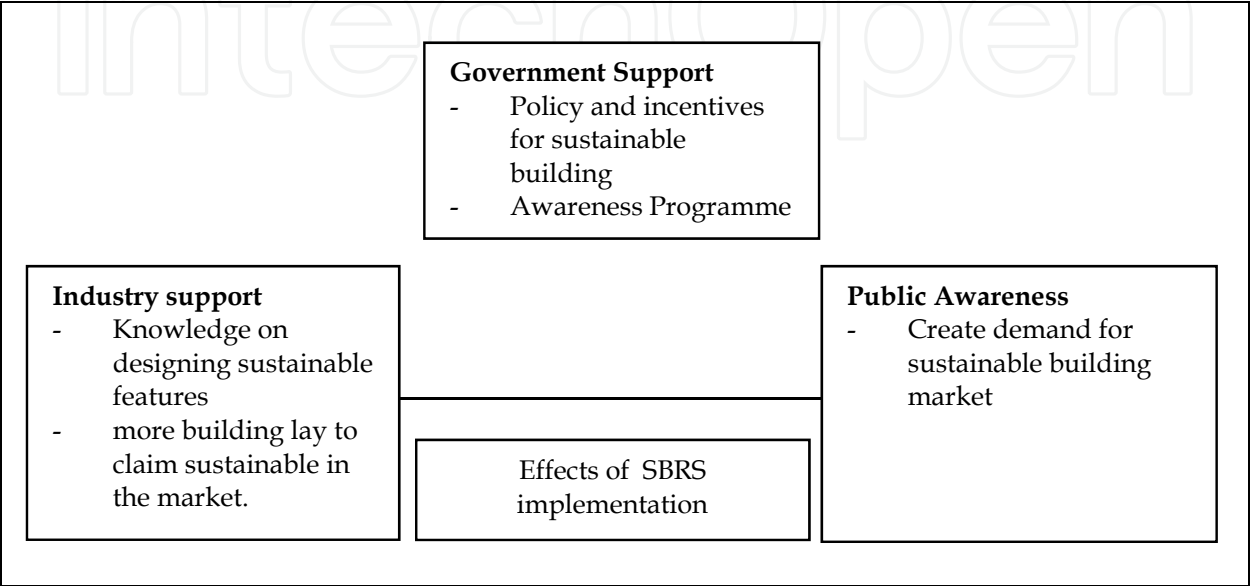 IntechOpen
Government Support
- Policy and incentives
for sustainable
building
- Awareness Programme
Industry support
- Knowledge on
designing sustainable
features
- more building lay to
claim sustainable in
the market.
Public Awareness
- Create demand for
sustainable building
market
Effects of SBRS
implementation